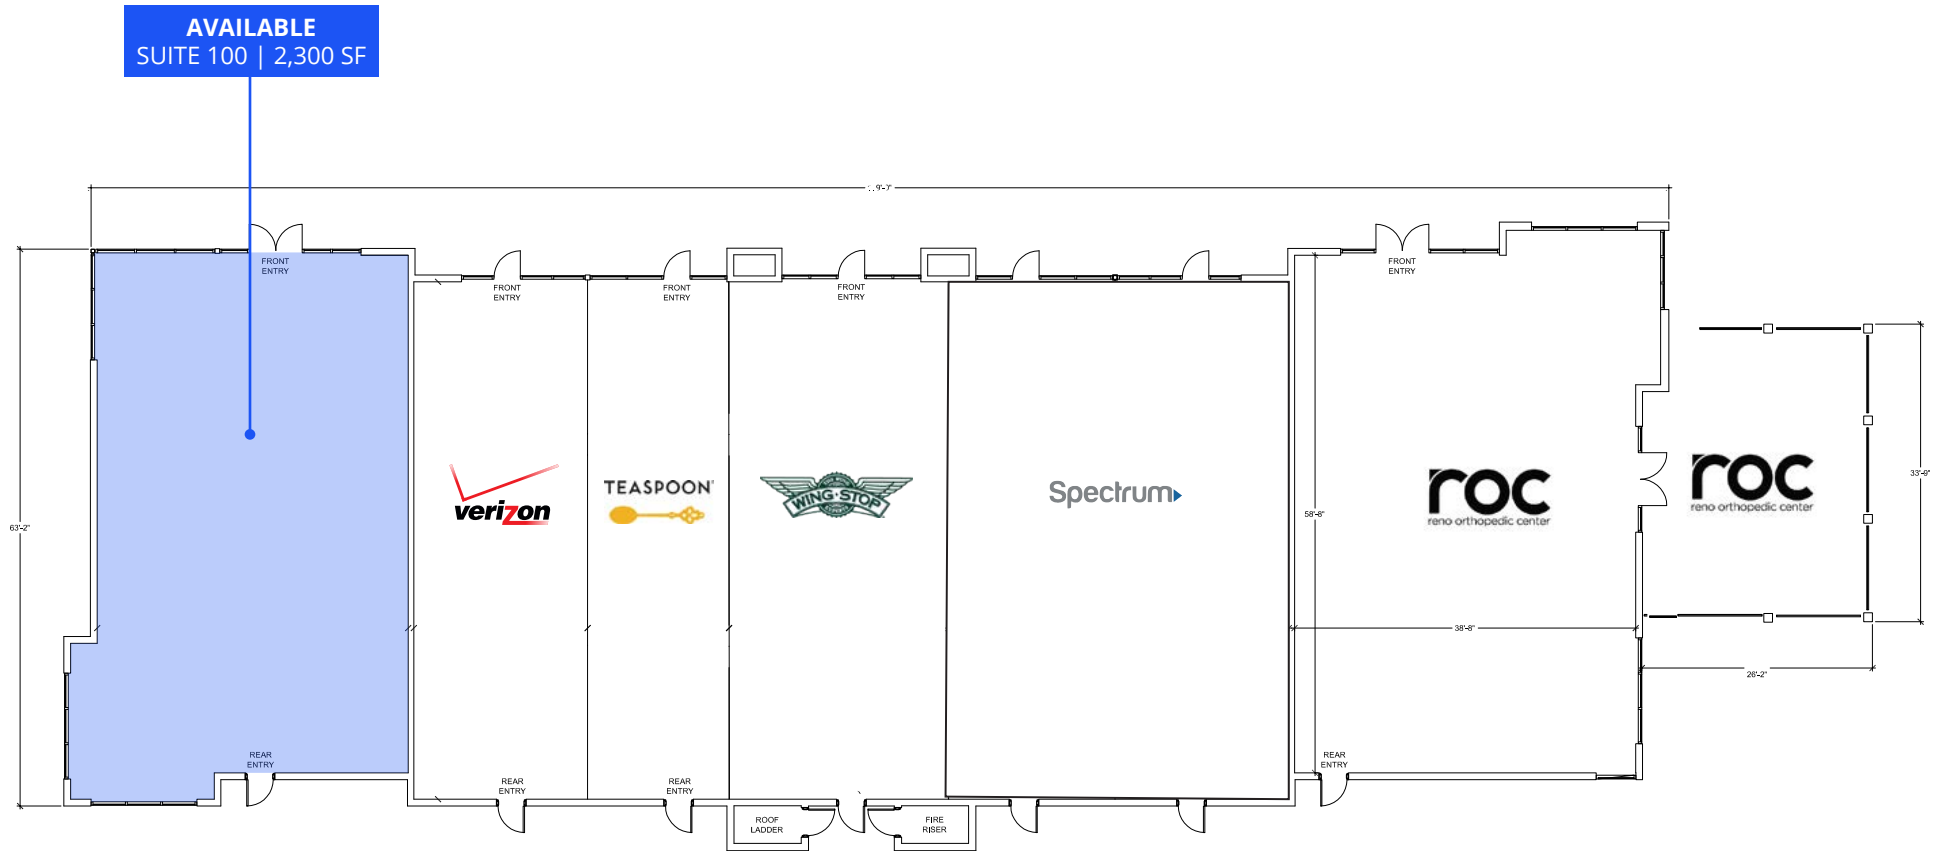 AVAILABLE
SUITE 100 | 2,300 SF
FRONT
ENTRY
FRONT
ENTRY
FRONT
ENTRY
FRONT
ENTRY
FRONT
ENTRY
63'-2"
verizon
TEASPOON
WING·STOP
Spectrum
58'-8"
roc
reno orthopedic center
roc
reno orthopedic center
33'-9"
38'-8"
26'-2"
REAR
ENTRY
REAR
ENTRY
REAR
ENTRY
REAR
ENTRY
ROOF
LADDER
FIRE
RISER